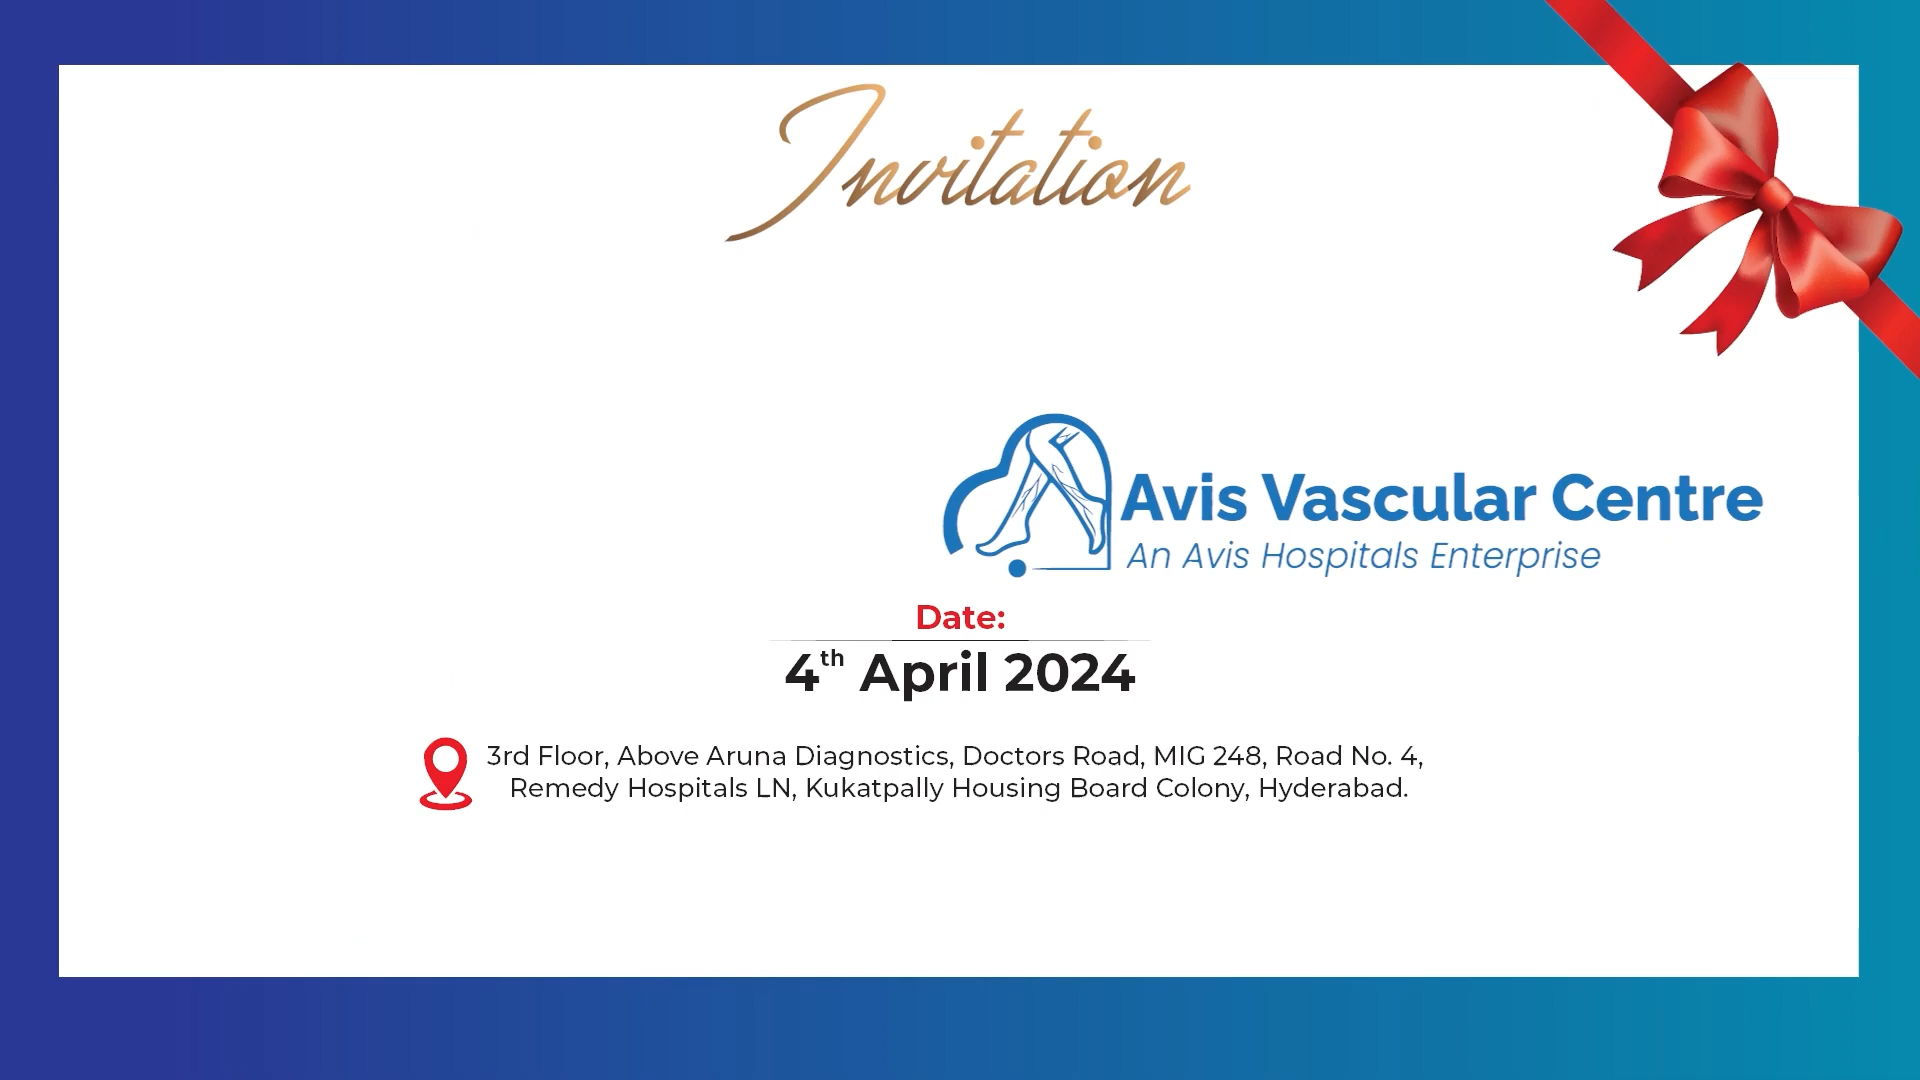 Invitation
Avis Vascular Centre
An Avis Hospitals Enterprise
Date:
4th April 2024
3rd Floor, Above Aruna Diagnostics, Doctors Road, MIG 248, Road No. 4,
Remedy Hospitals LN, Kukatpally Housing Board Colony, Hyderabad.